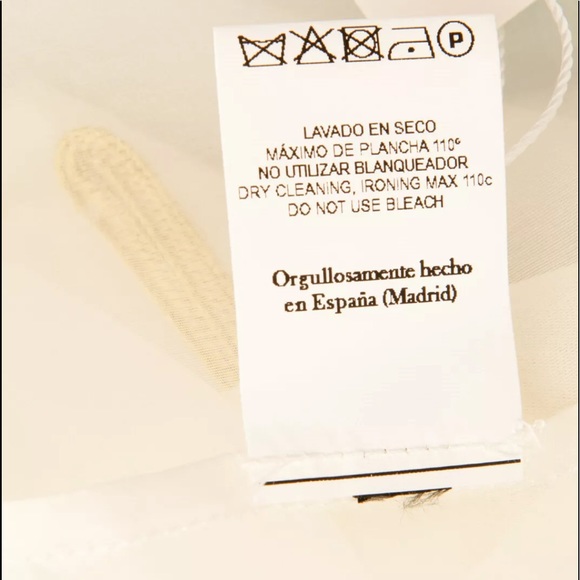 P
LAVADO EN SECO
MÁXIMO DE PLANCHA 110º
NO UTILIZAR BLANQUEADOR
DRY CLEANING, IRONING MAX 110c
DO NOT USE BLEACH
Orgullosamente hecho
en España (Madrid)